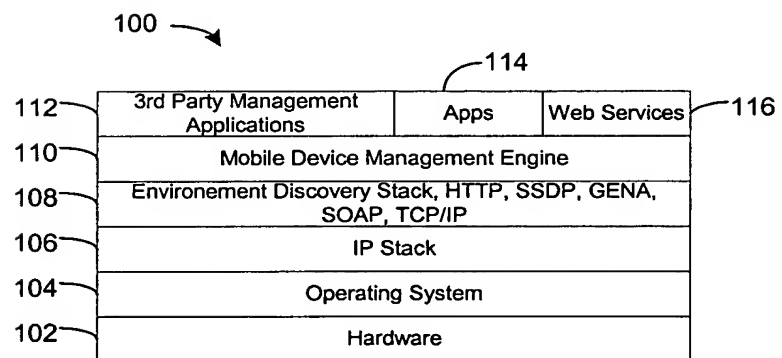 100
114
112
3rd Party Management
Applications
Apps
Web Services
116
110
Mobile Device Management Engine
108
Environement Discovery Stack, HTTP, SSDP, GENA,
SOAP, TCP/IP
106
IP Stack
104
Operating System
102
Hardware